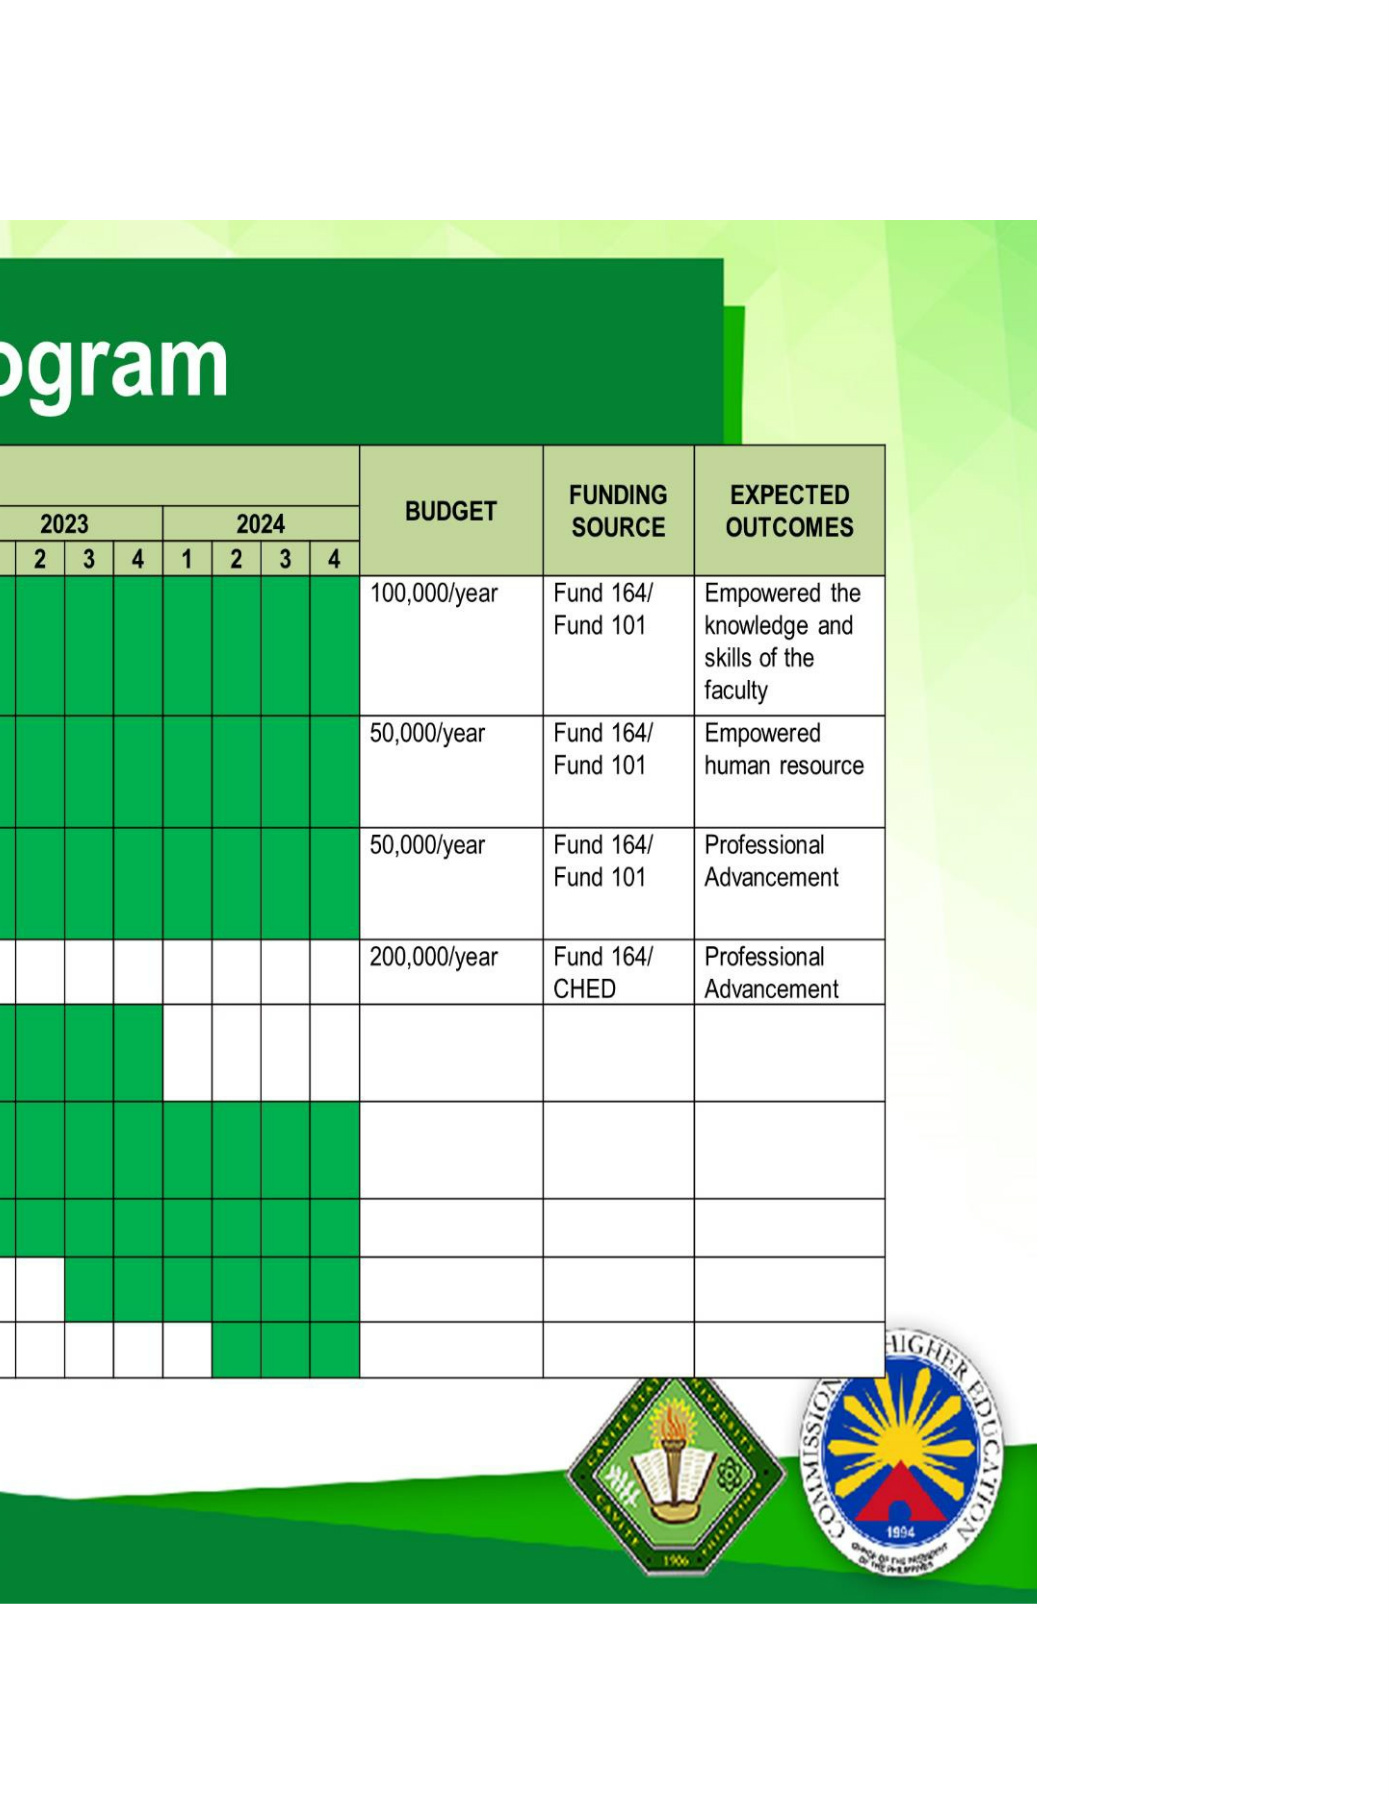 ogram
BUDGET
FUNDING
SOURCE
EXPECTED
OUTCOMES
2023
2024
2 3 4 1 2 3 4
100,000/year
Fund 164/
Fund 101
Empowered the
knowledge and
skills of the
faculty
50,000/year
Fund 164/
Fund 101
Empowered
human resource
50,000/year
Fund 164/
Fund 101
Professional
Advancement
200,000/year
Fund 164/
CHED
Professional
Advancement
CAVITE STATE UNIVERSITY
CAVITE
PHILIPPINES
1906
COMMISSION
HIGHER EDUCATION
1994
OFFICE OF THE PRESIDENT
OF THE PHILIPPINES